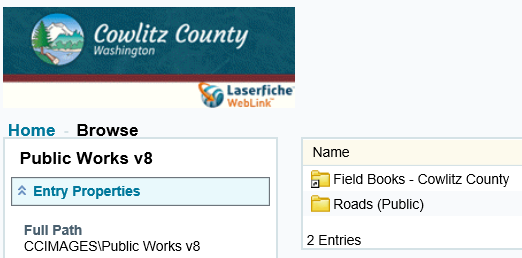 Cowlitz County
Washington
Laserfiche®
WebLink™
Home - Browse
Public Works v8
Entry Properties
Full Path
CCIMAGES\Public Works v8
Name
Field Books - Cowlitz County
Roads (Public)
2 Entries